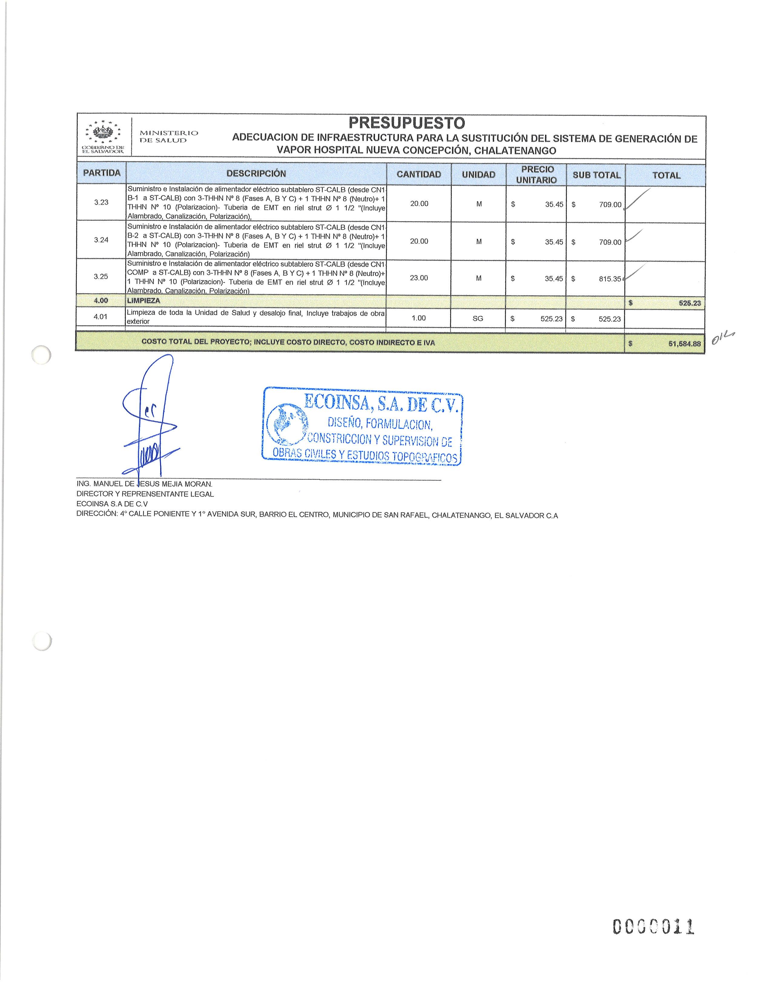 PRESUPUESTO
GOBIERNO DE
EL SALVADOR
MINISTERIO
DE SALUD
ADECUACION DE INFRAESTRUCTURA PARA LA SUSTITUCIÓN DEL SISTEMA DE GENERACIÓN DE
VAPOR HOSPITAL NUEVA CONCEPCIÓN, CHALATENANGO
PARTIDA DESCRIPCIÓN CANTIDAD UNIDAD PRECIO UNITARIO SUB TOTAL TOTAL
Suministro e Instalación de alimentador eléctrico subtablero ST-CALB (desde CN1-
B-1 a ST-CALB) con 3-THHN Nº 8 (Fases A, B Y C) + 1 THHN Nº 8 (Neutro)+ 1
3.23 THHN Nº 10 (Polarizacion)- Tuberia de EMT en riel strut Ø 1 1/2 "(Incluye 20.00 M $ 35.45 $ 709.00
Alambrado, Canalización, Polarización),
Suministro e Instalación de alimentador eléctrico subtablero ST-CALB (desde CN1-
B-2 a ST-CALB) con 3-THHN Nº 8 (Fases A, B Y C) + 1 THHN Nº 8 (Neutro)+ 1
3.24 THHN Nº 10 (Polarizacion)- Tuberia de EMT en riel strut Ø 1 1/2 "(Incluye 20.00 M $ 35.45 $ 709.00
Alambrado, Canalización, Polarización)
Suministro e Instalación de alimentador eléctrico subtablero ST-CALB (desde CN1-
COMP a ST-CALB) con 3-THHN Nº 8 (Fases A, B Y C) + 1 THHN Nº 8 (Neutro)+
3.25 1 THHN Nº 10 (Polarizacion)- Tuberia de EMT en riel strut Ø 1 1/2 "(Incluye 23.00 M $ 35.45 $ 815.35
Alambrado, Canalización, Polarización)
4.00 LIMPIEZA $ 525.23
4.01 Limpieza de toda la Unidad de Salud y desalojo final, Incluye trabajos de obra 1.00 SG $ 525.23 $ 525.23
exterior
COSTO TOTAL DEL PROYECTO; INCLUYE COSTO DIRECTO, COSTO INDIRECTO E IVA $ 51,584.88
OK
ECOINSA, S.A. DE C.V.
DISEÑO, FORMULACION,
CONSTRICCION Y SUPERVISION DE
OBRAS CIVILES Y ESTUDIOS TOPOGRAFICOS
ING. MANUEL DE JESUS MEJIA MORAN.
DIRECTOR Y REPRENSENTANTE LEGAL
ECOINSA S.A DE C.V
DIRECCIÓN: 4º CALLE PONIENTE Y 1º AVENIDA SUR, BARRIO EL CENTRO, MUNICIPIO DE SAN RAFAEL, CHALATENANGO, EL SALVADOR C.A
0000011